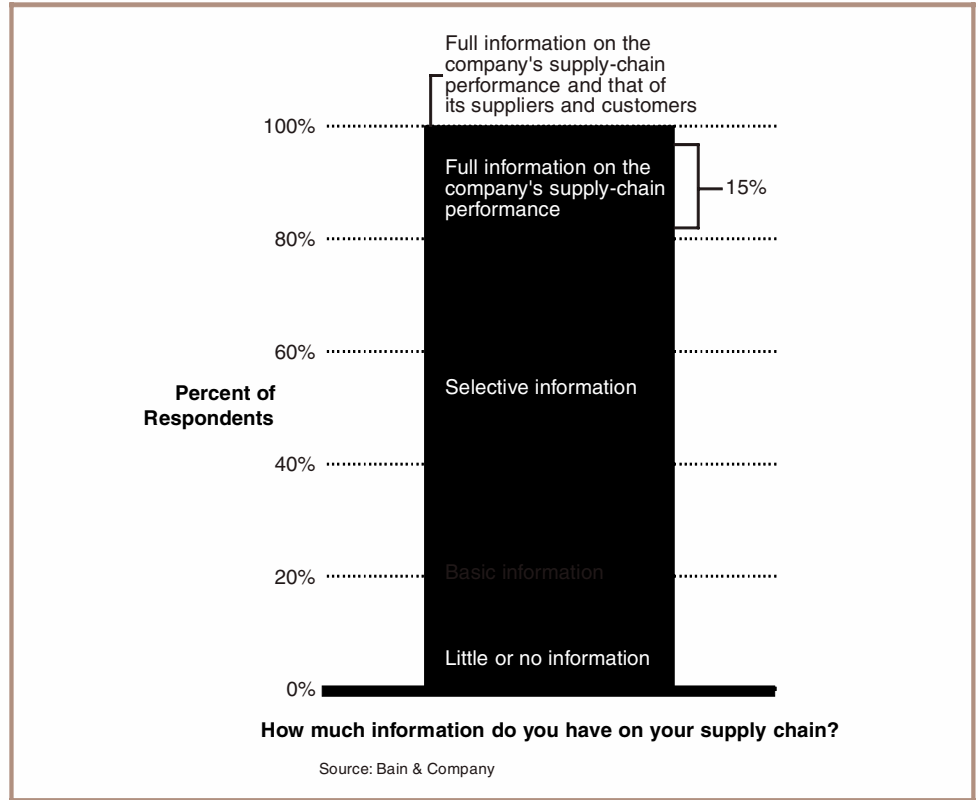 Full information on the
company's supply-chain
performance and that of
its suppliers and customers
100%
Full information on the
company's supply-chain
performance
15%
80%
60%
Percent of
Respondents
Selective information
40%
20%
Basic information
Little or no information
0%
How much information do you have on your supply chain?
Source: Bain & Company